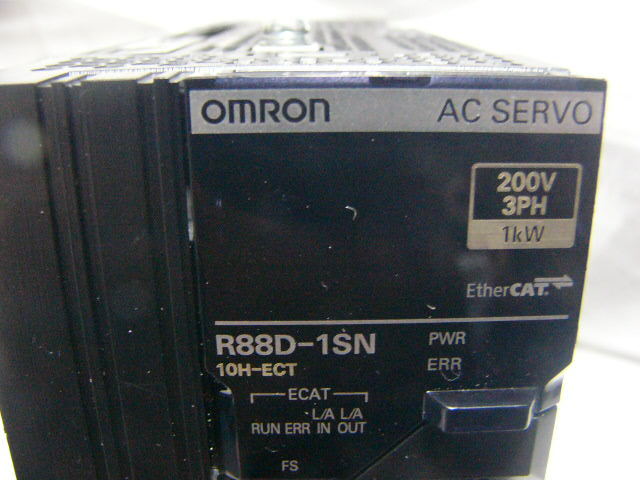 OMRON AC SERVO
200V
3PH
1kW
EtherCAT
R88D-1SN
10H-ECT
PWR
ERR
ECAT
L/A L/A
RUN ERR IN OUT
FS